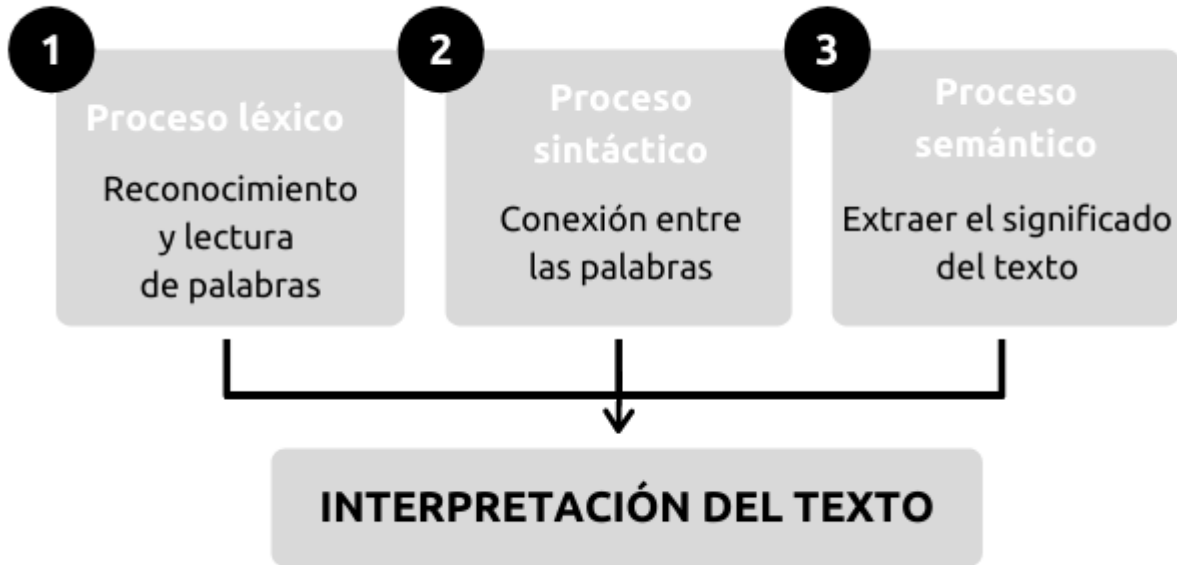 1
Proceso léxico
Reconocimiento
y lectura
de palabras
2
Proceso
sintáctico
Conexión entre
las palabras
3
Proceso
semántico
Extraer el significado
del texto
INTERPRETACIÓN DEL TEXTO